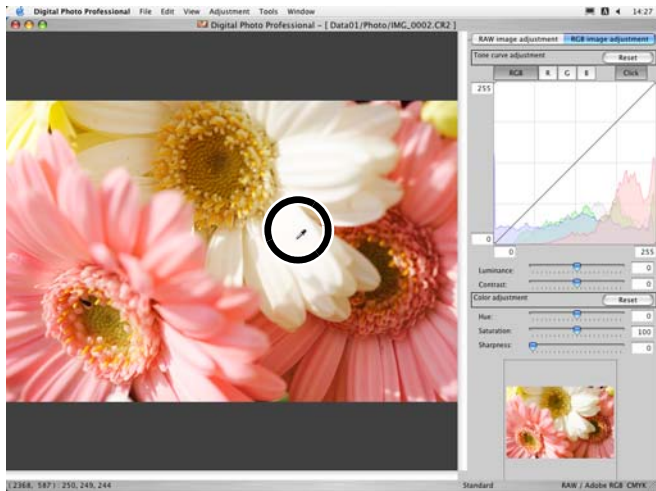 Digital Photo Professional File Edit View Adjustment Tools Window A 14:27
Digital Photo Professional – [ Data01/Photo/IMG_0002.CR2 ]
RAW image adjustment RGB image adjustment
Tone curve adjustment Reset
RGB R G B Click
255
0
0 255
Luminance: 0
Contrast: 0
Color adjustment Reset
Hue: 0
Saturation: 100
Sharpness: 0
(2368, 587) : 250, 249, 244 Standard RAW / Adobe RGB CMYK